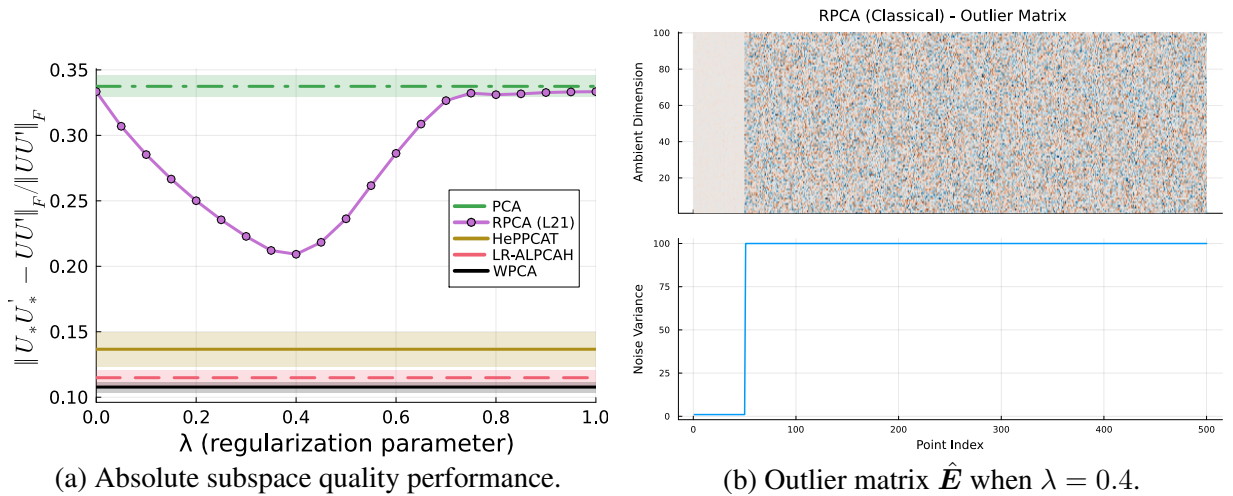 0.35
0.30
0.25
0.20
0.15
0.10
‖U*U*' − UU'‖F/‖UU'‖F
PCA
RPCA (L21)
HePPCAT
LR-ALPCAH
WPCA
0.0 0.2 0.4 0.6 0.8 1.0
λ (regularization parameter)
(a) Absolute subspace quality performance.
RPCA (Classical) - Outlier Matrix
100
80
60
40
20
Ambient Dimension
100
75
50
25
0
Noise Variance
0 100 200 300 400 500
Point Index
(b) Outlier matrix Ê when λ = 0.4.